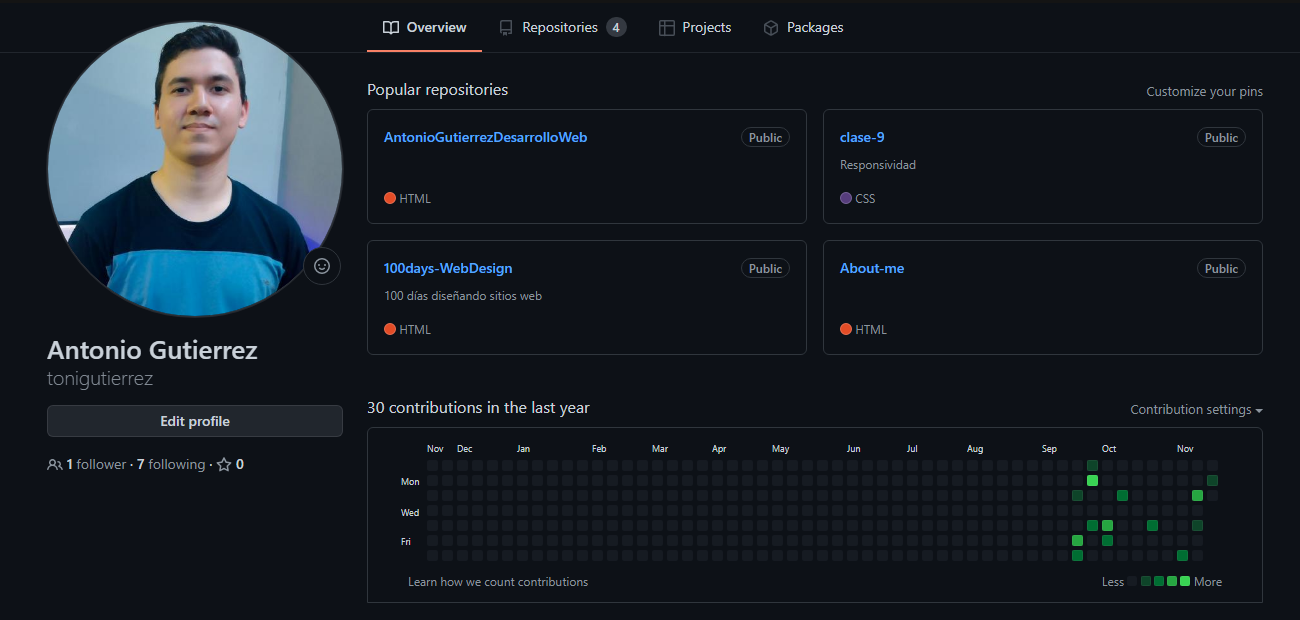 Overview
Repositories 4
Projects
Packages
Antonio Gutierrez
tonigutierrez
Edit profile
1 follower · 7 following · 0
Popular repositories
Customize your pins
AntonioGutierrezDesarrolloWeb
Public
HTML
clase-9
Public
Responsividad
CSS
100days-WebDesign
Public
100 días diseñando sitios web
HTML
About-me
Public
HTML
30 contributions in the last year
Contribution settings
Nov Dec Jan Feb Mar Apr May Jun Jul Aug Sep Oct Nov
Mon
Wed
Fri
Learn how we count contributions
Less More